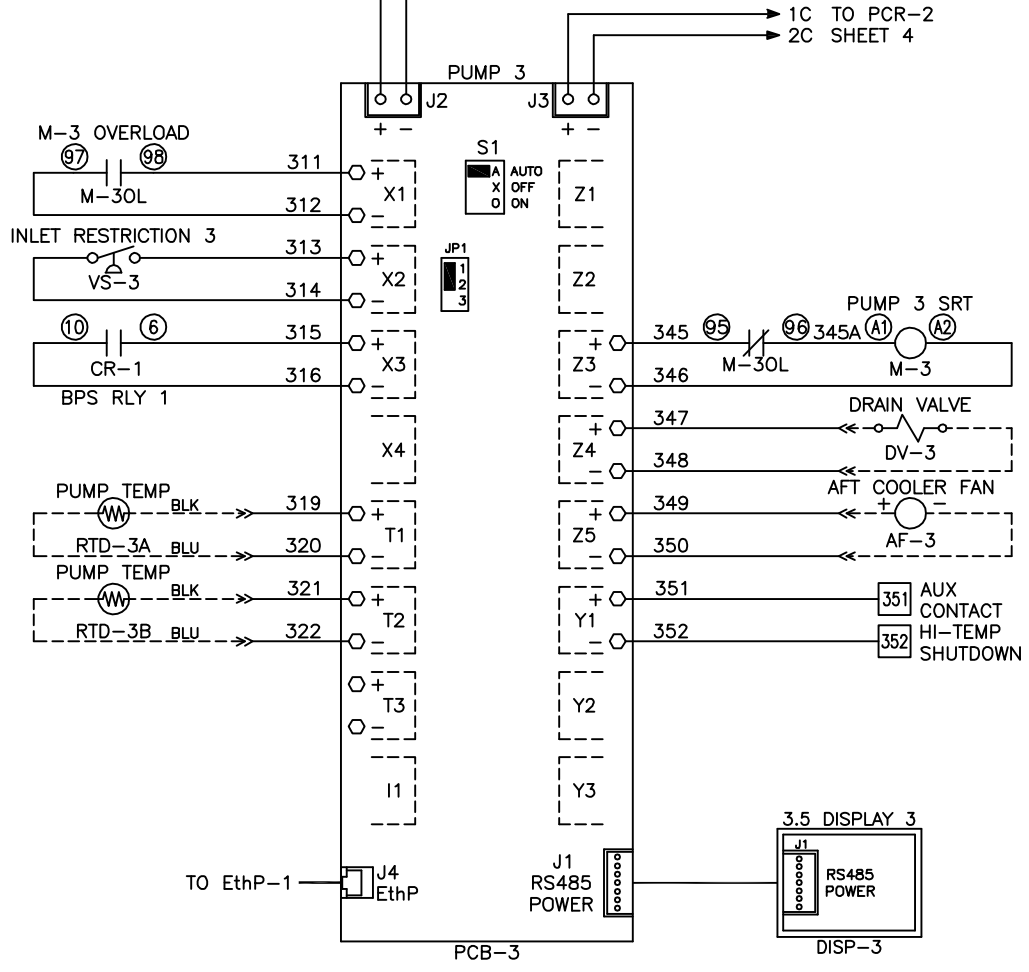 1C TO PCR-2
2C SHEET 4
PUMP 3
J2
J3
+ −
+ −
M-3 OVERLOAD
97 98
M-3OL
311
312
+
X1
−
S1
A AUTO
X OFF
O ON
Z1
INLET RESTRICTION 3
VS-3
313
314
+
X2
−
JP1
1
2
3
Z2
10 6
CR-1
BPS RLY 1
315
316
+
X3
−
+
Z3
−
345
346
95 96
M-3OL
345A
PUMP 3 SRT
A1 A2
M-3
X4
+
Z4
−
347
348
DRAIN VALVE
DV-3
PUMP TEMP
BLK
RTD-3A BLU
319
320
+
T1
−
+
Z5
−
349
350
AFT COOLER FAN
+ −
AF-3
PUMP TEMP
BLK
RTD-3B BLU
321
322
+
T2
−
+
Y1
−
351
352
351 AUX
CONTACT
352 HI-TEMP
SHUTDOWN
+
T3
−
Y2
I1
Y3
TO EthP-1
J4
EthP
J1
RS485
POWER
3.5 DISPLAY 3
J1
RS485
POWER
DISP-3
PCB-3